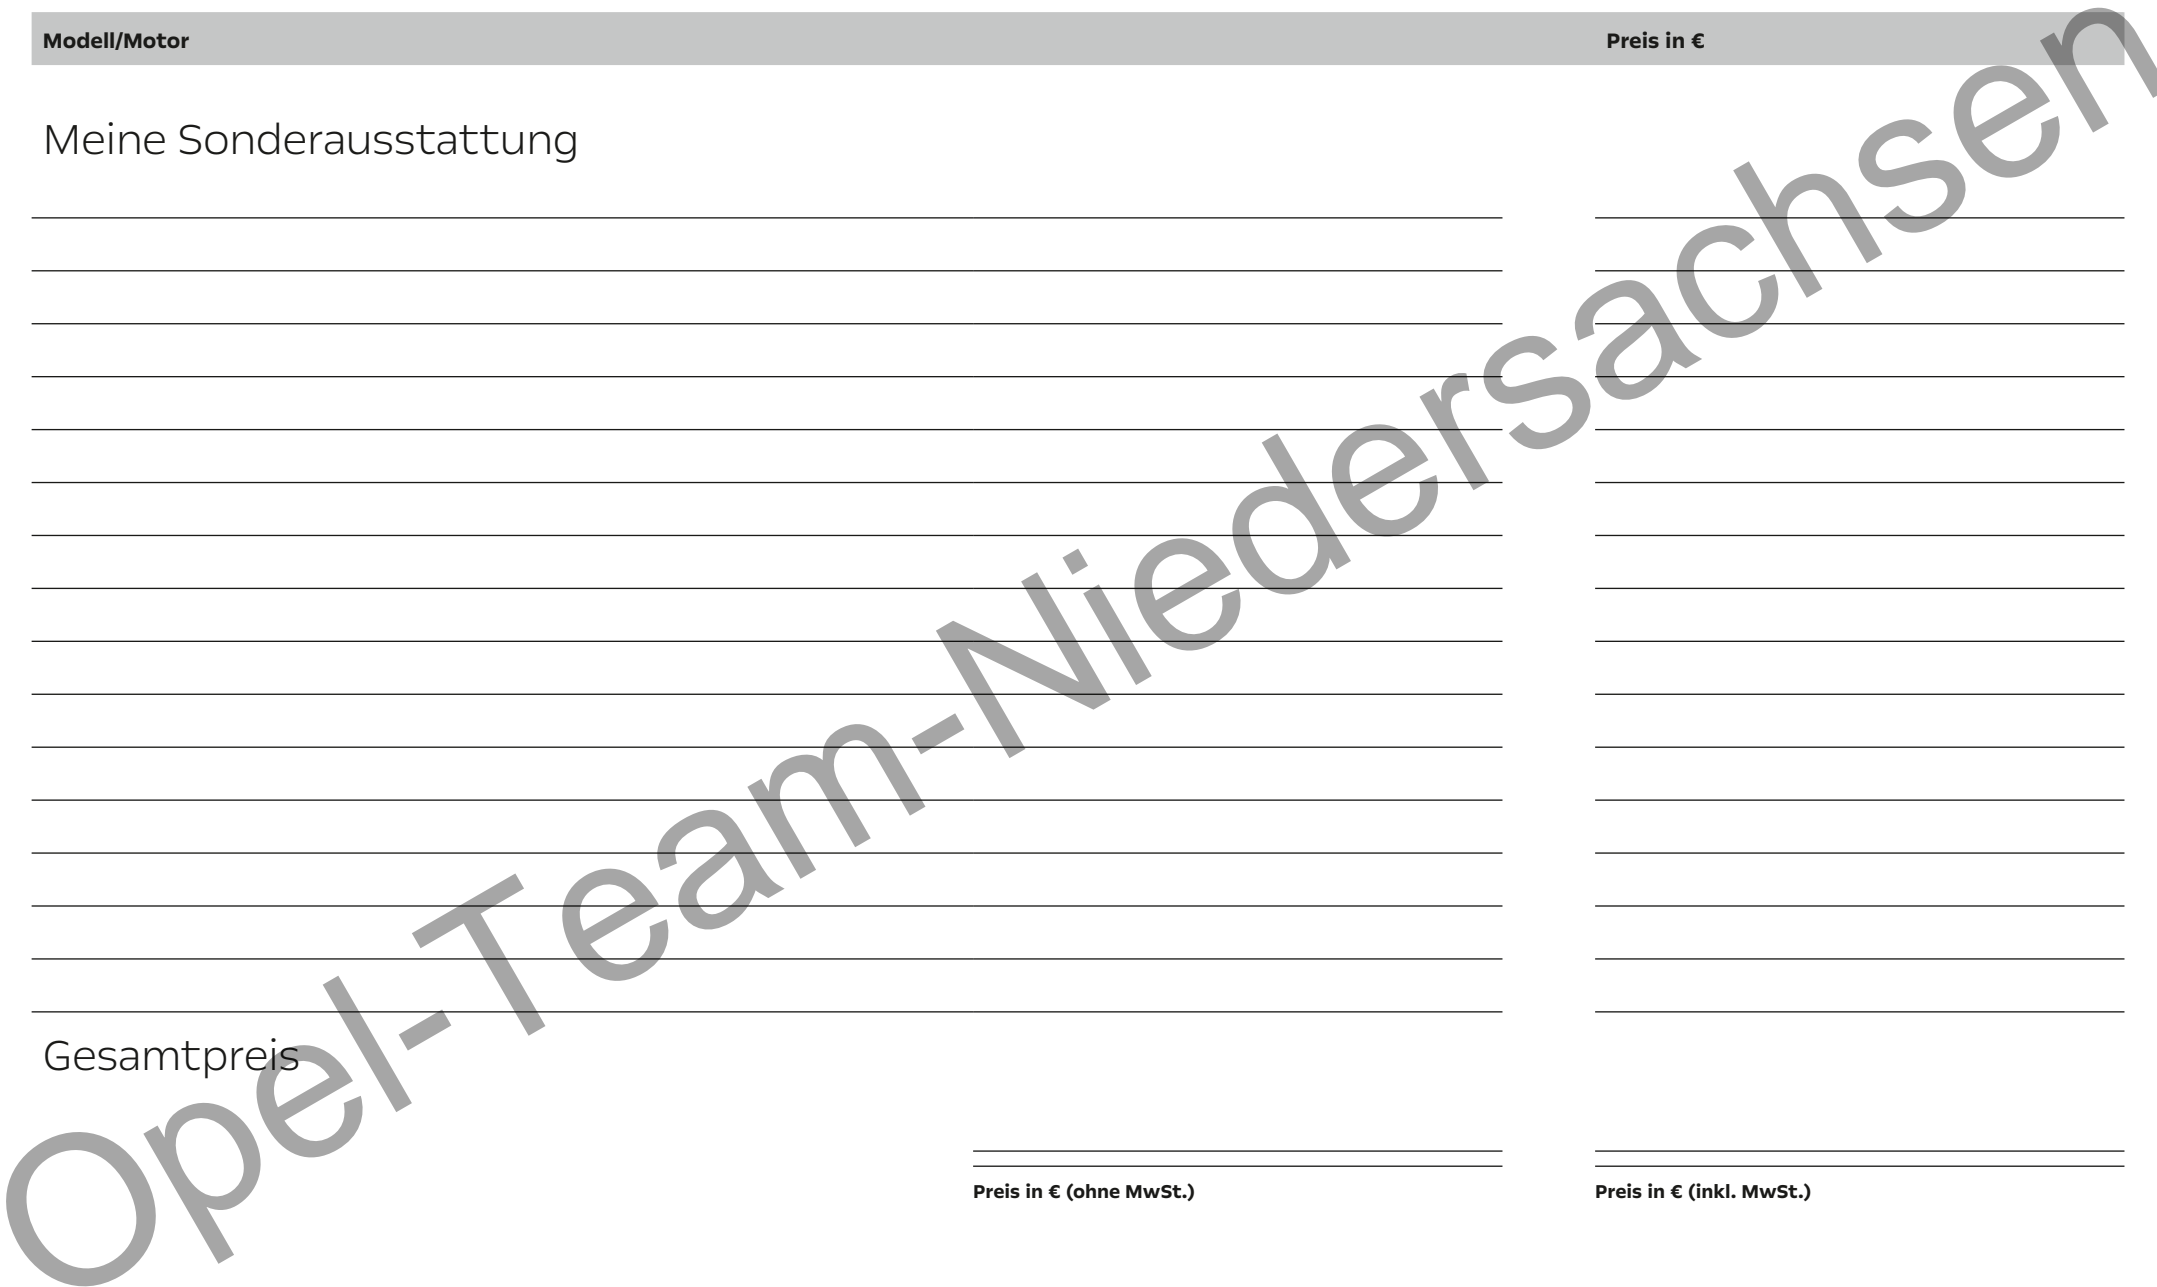 Modell/Motor Preis in €
Meine Sonderausstattung
Gesamtpreis
Preis in € (ohne MwSt.) Preis in € (inkl. MwSt.)
Opel-Team-Niedersachsen